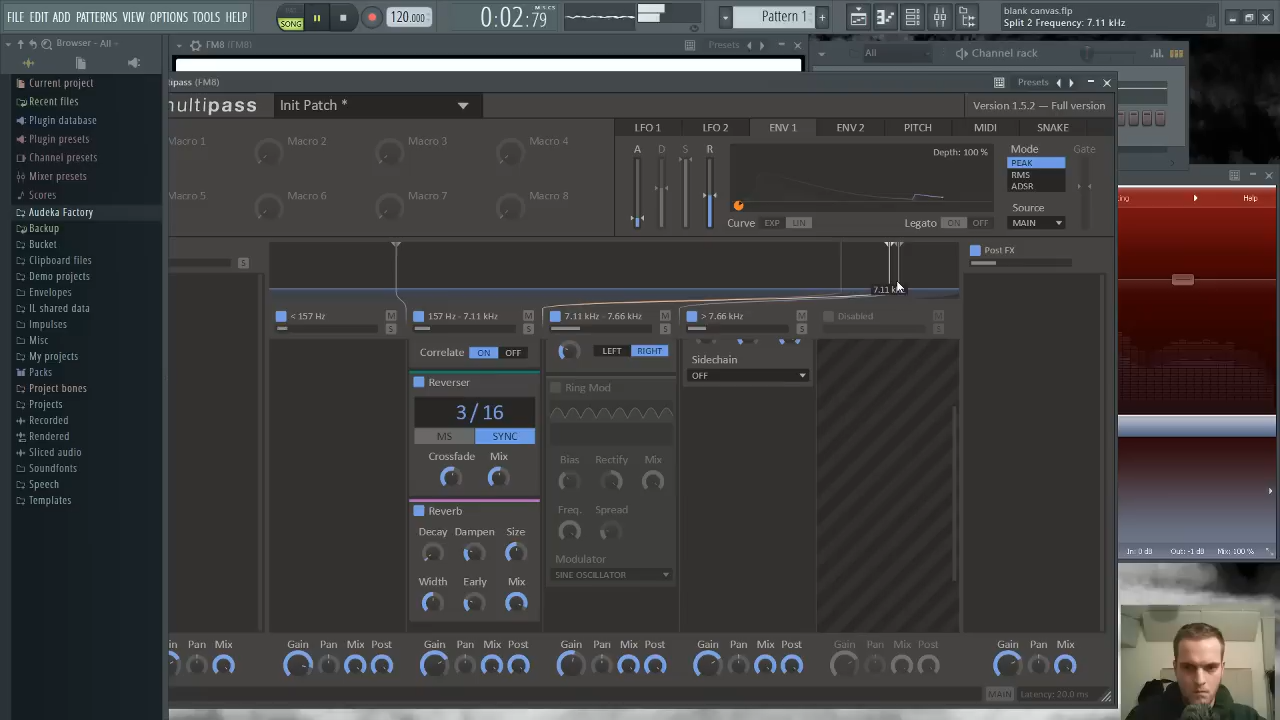 FILE EDIT ADD PATTERNS VIEW OPTIONS TOOLS HELP
SONG
120.000
0:02:79
Pattern 1
blank canvas.flp
Split 2 Frequency: 7.11 kHz
Browser - All
FM8 (FM8)
Presets
All
Channel rack
Current project
Recent files
Plugin database
Plugin presets
Channel presets
Mixer presets
Scores
Audeka Factory
Backup
Bucket
Clipboard files
Demo projects
Envelopes
IL shared data
Impulses
Misc
My projects
Packs
Project bones
Projects
Recorded
Rendered
Sliced audio
Soundfonts
Speech
Templates
tipass (FM8)
Presets
nultipass
Init Patch *
Version 1.5.2 — Full version
Macro 1
Macro 2
Macro 3
Macro 4
Macro 5
Macro 6
Macro 7
Macro 8
LFO 1
LFO 2
ENV 1
ENV 2
PITCH
MIDI
SNAKE
A D S R
Depth: 100 %
Mode
PEAK
RMS
ADSR
Gate
Source
MAIN
Curve EXP LIN
Legato ON OFF
S
7.11 kHz
Post FX
< 157 Hz M S
157 Hz - 7.11 kHz M S
7.11 kHz - 7.66 kHz M S
> 7.66 kHz M S
Disabled M S
Correlate ON OFF
LEFT RIGHT
Sidechain
OFF
Reverser
3 / 16
MS SYNC
Crossfade Mix
Ring Mod
Bias Rectify Mix
Freq. Spread
Modulator
SINE OSCILLATOR
Reverb
Decay Dampen Size
Width Early Mix
Pan Mix
Gain Pan Mix Post
Gain Pan Mix Post
Gain Pan Mix Post
Gain Pan Mix Post
Gain Pan Mix Post
Gain Pan Mix
MAIN
Latency: 20.0 ms
ng
Help
In: 0 dB
Out: -1 dB
Mix: 100 %